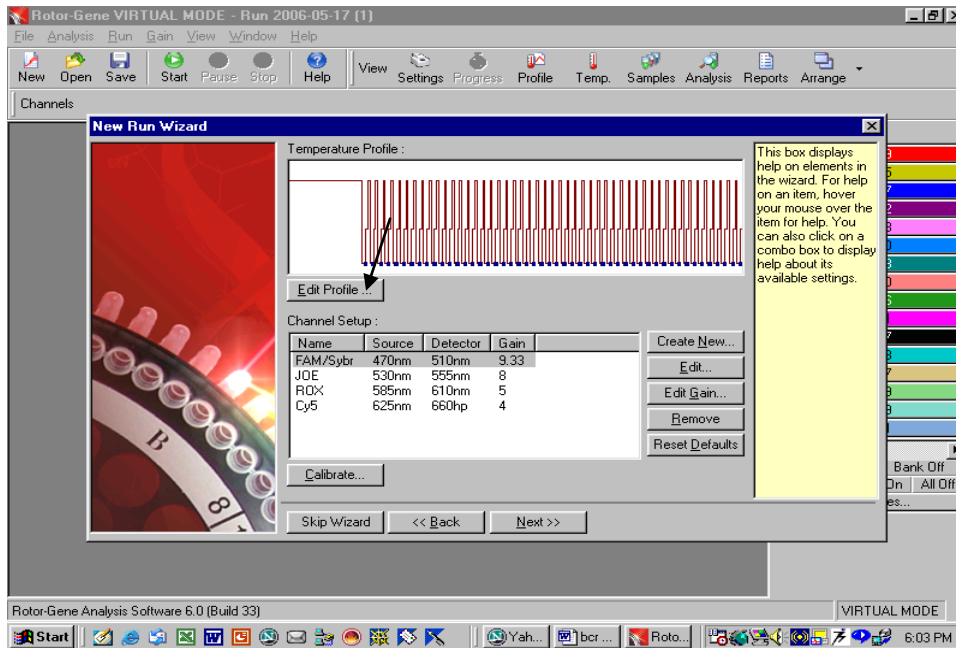 Rotor-Gene VIRTUAL MODE - Run 2006-05-17 (1)
File Analysis Run Gain View Window Help
New Open Save Start Pause Stop Help View Settings Progress Profile Temp. Samples Analysis Reports Arrange
Channels
New Run Wizard
Temperature Profile :
Edit Profile ...
Channel Setup :
Name Source Detector Gain
FAM/Sybr 470nm 510nm 9.33
JOE 530nm 555nm 8
ROX 585nm 610nm 5
Cy5 625nm 660hp 4
Create New...
Edit...
Edit Gain...
Remove
Reset Defaults
Calibrate...
Skip Wizard << Back Next >>
This box displays
help on elements in
the wizard. For help
on an item, hover
your mouse over the
item for help. You
can also click on a
combo box to display
help about its
available settings.
B
8
Bank Off
On All Off
es...
Rotor-Gene Analysis Software 6.0 (Build 33) VIRTUAL MODE
Start Yah... bcr ... Roto... 6:03 PM